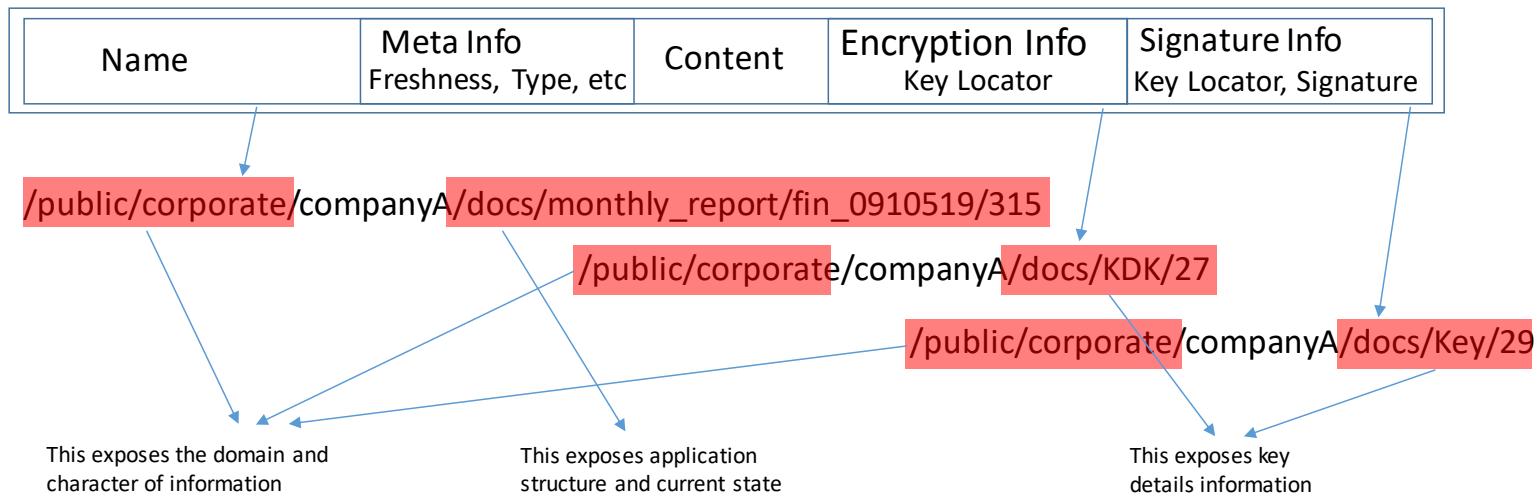 Name
Meta Info
Freshness, Type, etc
Content
Encryption Info
Key Locator
Signature Info
Key Locator, Signature
/public/corporate/companyA/docs/monthly_report/fin_0910519/315
/public/corporate/companyA/docs/KDK/27
/public/corporate/companyA/docs/Key/29
This exposes the domain and
character of information
This exposes application
structure and current state
This exposes key
details information